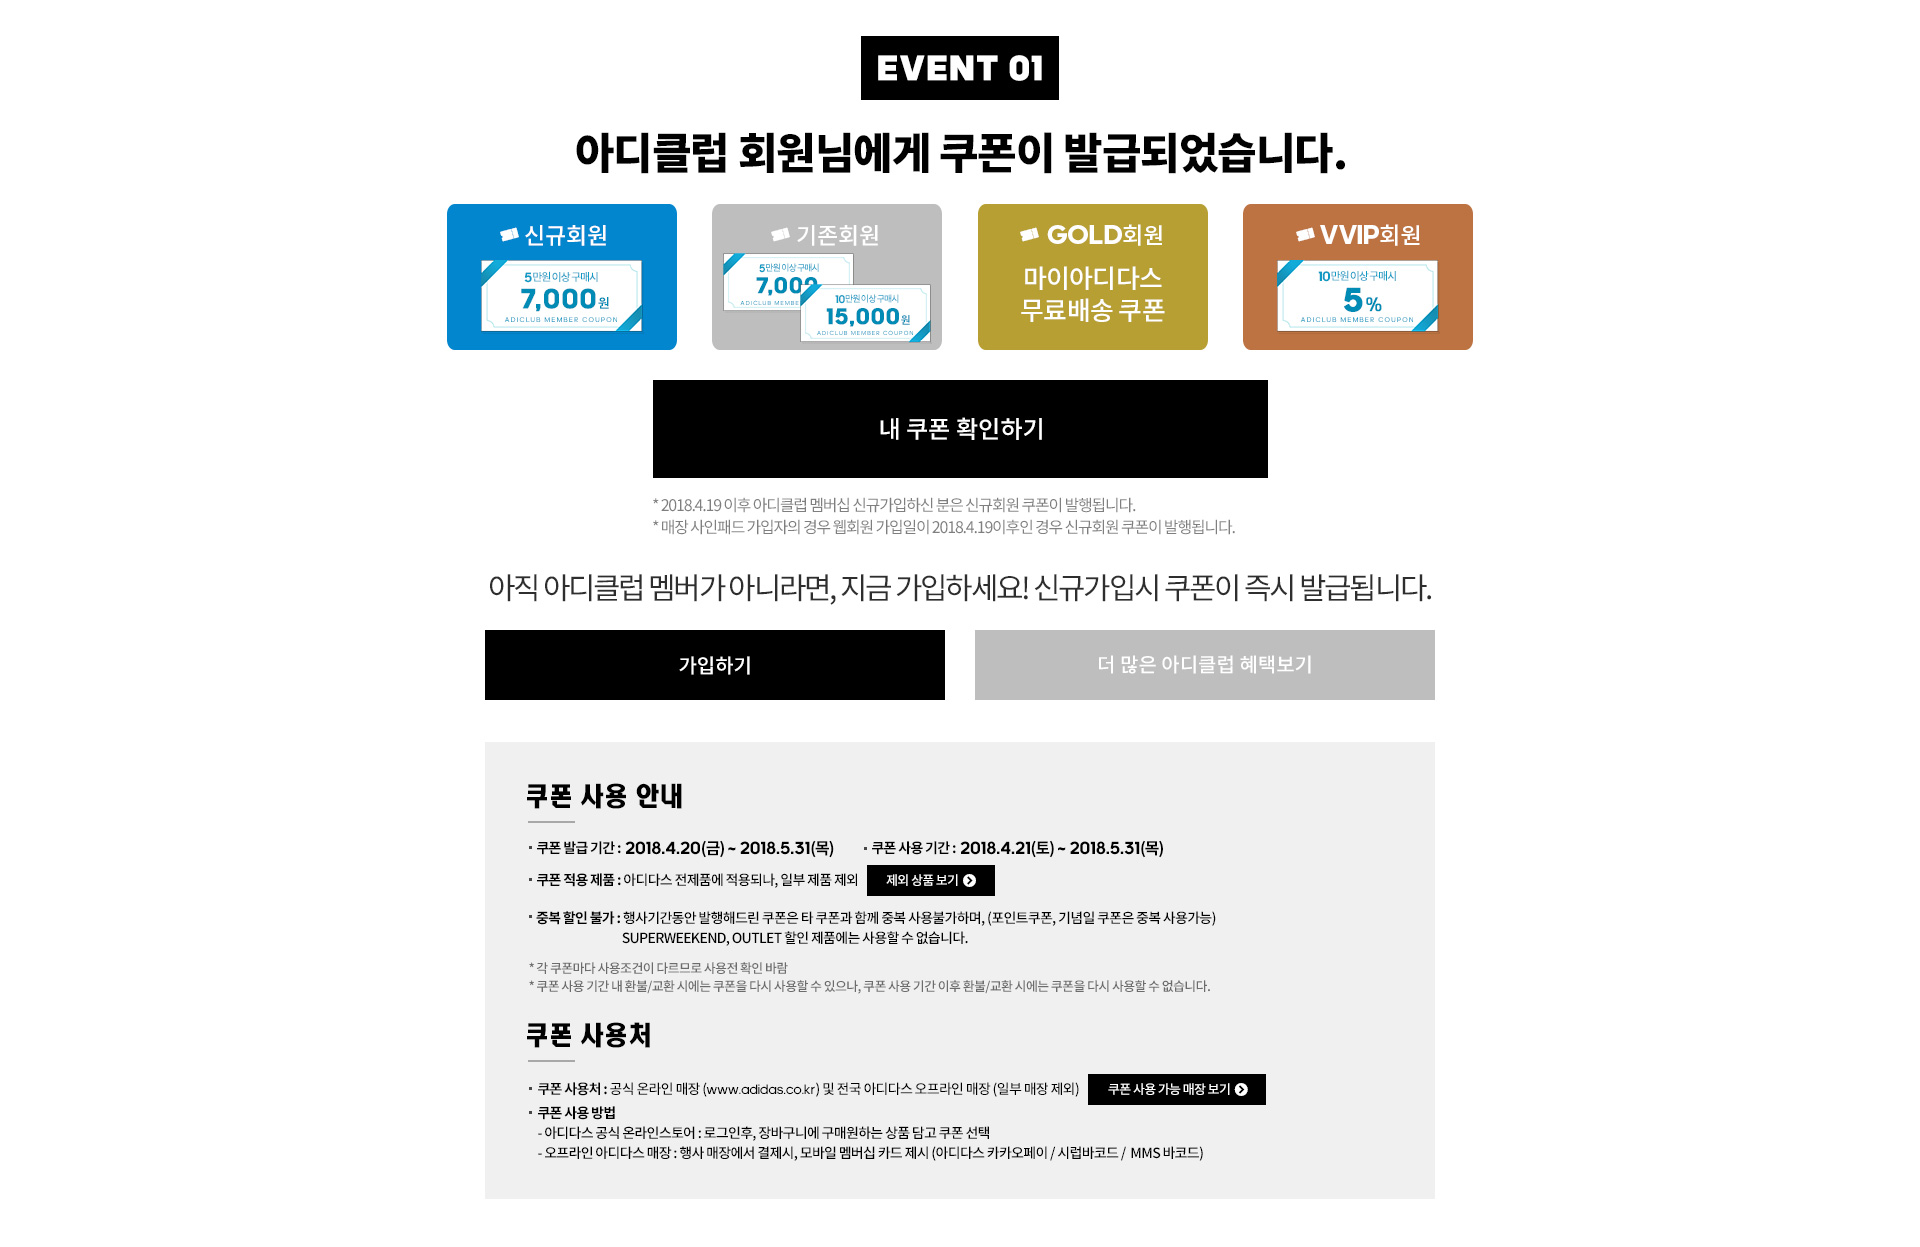 EVENT 01
아디클럽 회원님에게 쿠폰이 발급되었습니다.
신규회원
5만원 이상 구매시
7,000원
ADICLUB MEMBER COUPON
기존회원
5만원 이상 구매시
7,000
ADICLUB MEMBE
10만원 이상 구매시
15,000원
ADICLUB MEMBER COUPON
GOLD회원
마이아디다스
무료배송 쿠폰
VVIP회원
10만원 이상 구매시
5%
ADICLUB MEMBER COUPON
내 쿠폰 확인하기
* 2018.4.19 이후 아디클럽 멤버십 신규가입하신 분은 신규회원 쿠폰이 발행됩니다.
* 매장 사인패드 가입자의 경우 웹회원 가입일이 2018.4.19이후인 경우 신규회원 쿠폰이 발행됩니다.
아직 아디클럽 멤버가 아니라면, 지금 가입하세요! 신규가입시 쿠폰이 즉시 발급됩니다.
가입하기
더 많은 아디클럽 혜택보기
쿠폰 사용 안내
· 쿠폰 발급 기간 : 2018.4.20(금) ~ 2018.5.31(목) · 쿠폰 사용 기간 : 2018.4.21(토) ~ 2018.5.31(목)
· 쿠폰 적용 제품 : 아디다스 전제품에 적용되나, 일부 제품 제외 제외 상품 보기
· 중복 할인 불가 : 행사기간동안 발행해드린 쿠폰은 타 쿠폰과 함께 중복 사용불가하며, (포인트쿠폰, 기념일 쿠폰은 중복 사용가능)
SUPERWEEKEND, OUTLET 할인 제품에는 사용할 수 없습니다.
* 각 쿠폰마다 사용조건이 다르므로 사용전 확인 바람
* 쿠폰 사용 기간 내 환불/교환 시에는 쿠폰을 다시 사용할 수 있으나, 쿠폰 사용 기간 이후 환불/교환 시에는 쿠폰을 다시 사용할 수 없습니다.
쿠폰 사용처
· 쿠폰 사용처 : 공식 온라인 매장 (www.adidas.co.kr) 및 전국 아디다스 오프라인 매장 (일부 매장 제외) 쿠폰 사용 가능 매장 보기
· 쿠폰 사용 방법
- 아디다스 공식 온라인스토어 : 로그인후, 장바구니에 구매원하는 상품 담고 쿠폰 선택
- 오프라인 아디다스 매장 : 행사 매장에서 결제시, 모바일 멤버십 카드 제시 (아디다스 카카오페이 / 시럽바코드 / MMS 바코드)